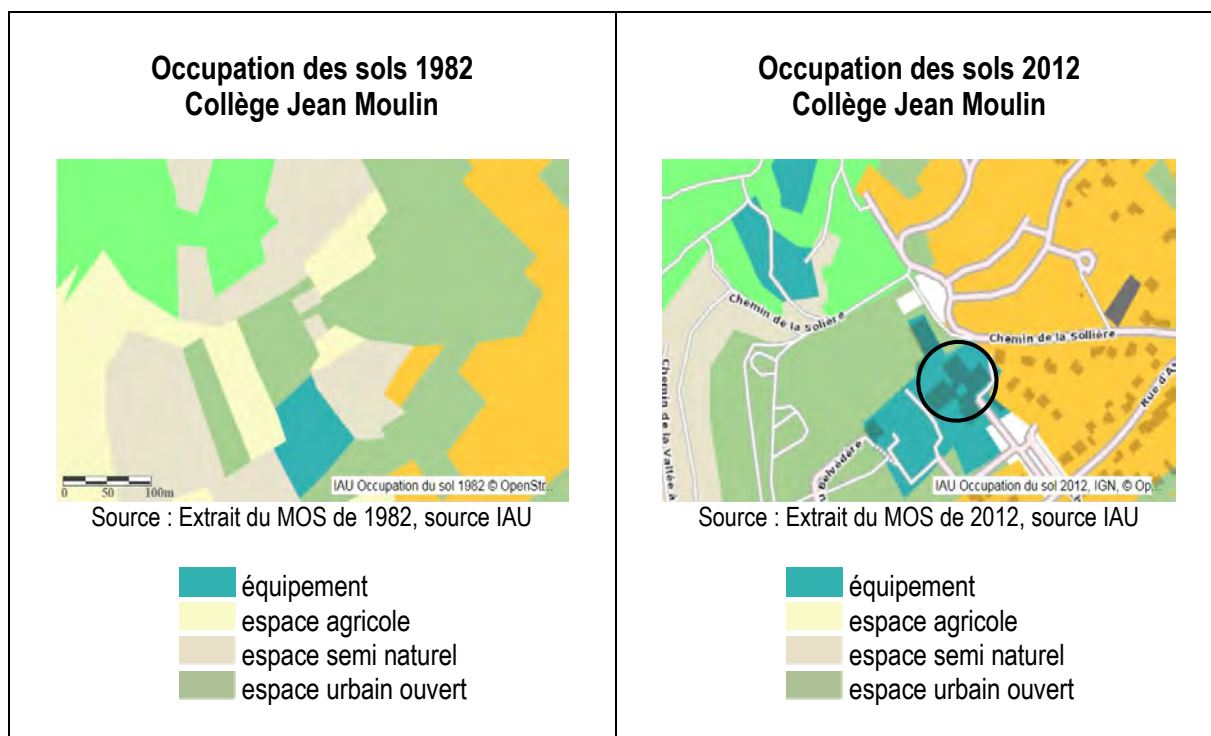 Occupation des sols 1982
Collège Jean Moulin
0 50 100m
IAU Occupation du sol 1982 © OpenStr...
Source : Extrait du MOS de 1982, source IAU
équipement
espace agricole
espace semi naturel
espace urbain ouvert
Occupation des sols 2012
Collège Jean Moulin
Chemin de la Solière
Chemin de la Sollière
Chemin de la Vallée à
Rue d'A
u Belvédère
IAU Occupation du sol 2012, IGN, © Op...
Source : Extrait du MOS de 2012, source IAU
équipement
espace agricole
espace semi naturel
espace urbain ouvert